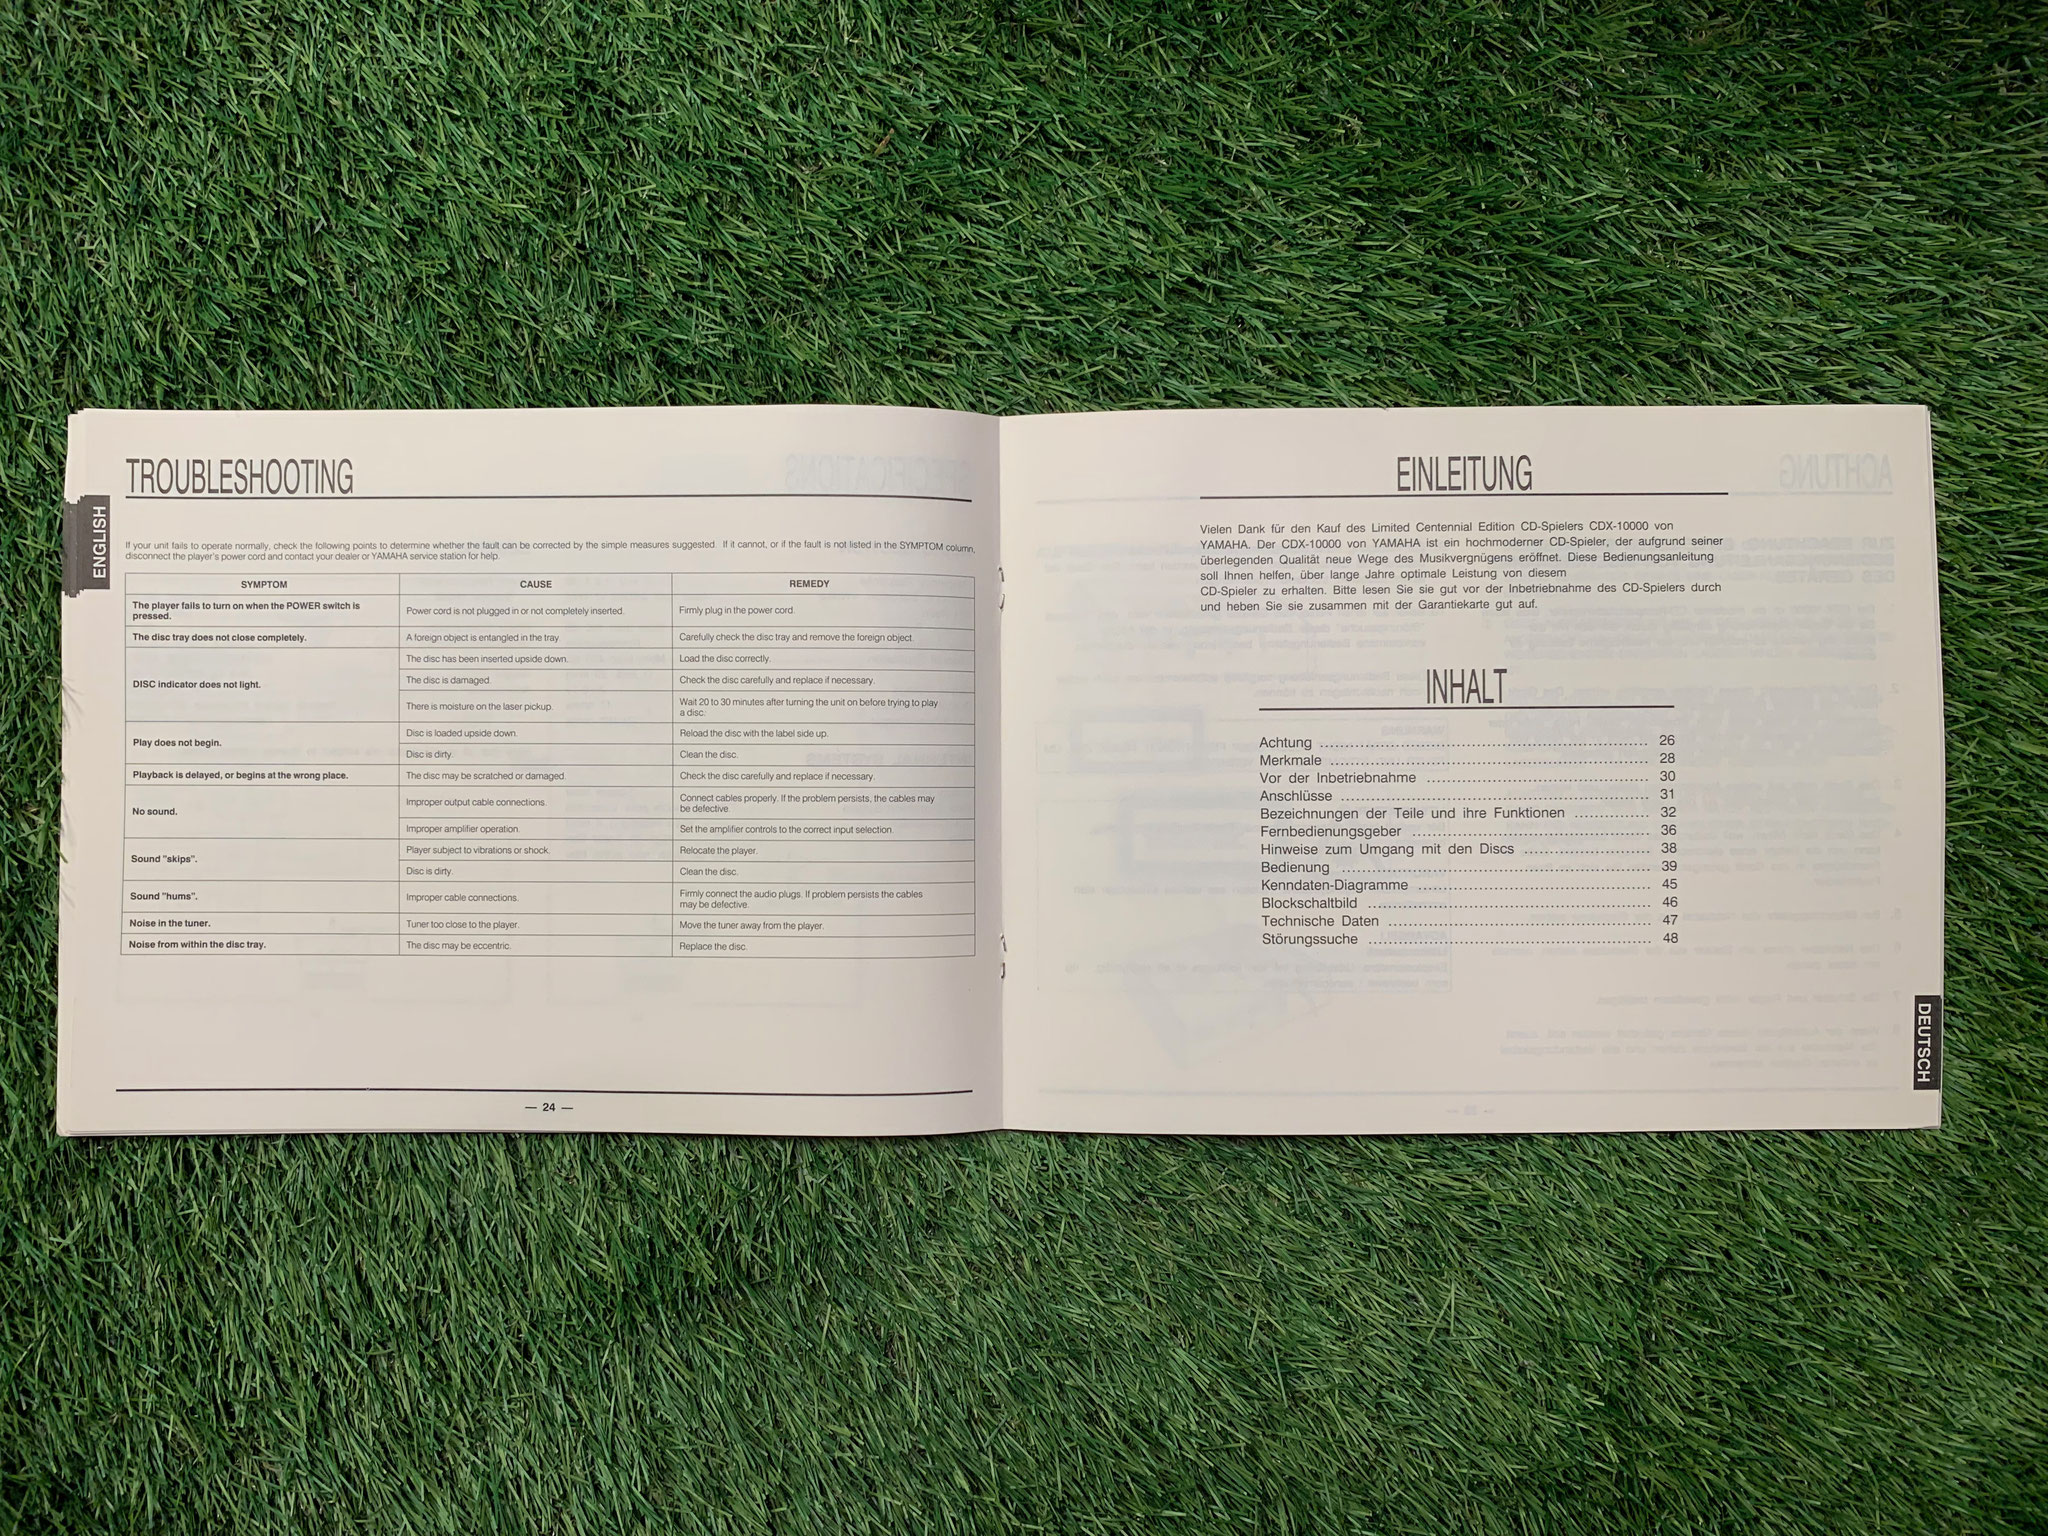 TROUBLESHOOTING
ENGLISH
If your unit fails to operate normally, check the following points to determine whether the fault can be corrected by the simple measures suggested. If it cannot, or if the fault is not listed in the SYMPTOM column,
disconnect the player's power cord and contact your dealer or YAMAHA service station for help.
SYMPTOM CAUSE REMEDY
The player fails to turn on when the POWER switch is
pressed.
Power cord is not plugged in or not completely inserted.
Firmly plug in the power cord.
The disc tray does not close completely.
A foreign object is entangled in the tray.
Carefully check the disc tray and remove the foreign object.
DISC indicator does not light.
The disc has been inserted upside down.
Load the disc correctly.
The disc is damaged.
Check the disc carefully and replace if necessary.
There is moisture on the laser pickup.
Wait 20 to 30 minutes after turning the unit on before trying to play
a disc.
Play does not begin.
Disc is loaded upside down.
Reload the disc with the label side up.
Disc is dirty.
Clean the disc.
Playback is delayed, or begins at the wrong place.
The disc may be scratched or damaged.
Check the disc carefully and replace if necessary.
No sound.
Improper output cable connections.
Connect cables properly. If the problem persists, the cables may
be defective.
Improper amplifier operation.
Set the amplifier controls to the correct input selection.
Sound "skips".
Player subject to vibrations or shock.
Relocate the player.
Disc is dirty.
Clean the disc.
Sound "hums".
Improper cable connections.
Firmly connect the audio plugs. If problem persists the cables
may be defective.
Noise in the tuner.
Tuner too close to the player.
Move the tuner away from the player.
Noise from within the disc tray.
The disc may be eccentric.
Replace the disc.
— 24 —
EINLEITUNG
Vielen Dank für den Kauf des Limited Centennial Edition CD-Spielers CDX-10000 von
YAMAHA. Der CDX-10000 von YAMAHA ist ein hochmoderner CD-Spieler, der aufgrund seiner
überlegenden Qualität neue Wege des Musikvergnügens eröffnet. Diese Bedienungsanleitung
soll Ihnen helfen, über lange Jahre optimale Leistung von diesem
CD-Spieler zu erhalten. Bitte lesen Sie sie gut vor der Inbetriebnahme des CD-Spielers durch
und heben Sie sie zusammen mit der Garantiekarte gut auf.
INHALT
Achtung ........ 26
Merkmale ........ 28
Vor der Inbetriebnahme ........ 30
Anschlüsse ........ 31
Bezeichnungen der Teile und ihre Funktionen ........ 32
Fernbedienungsgeber ........ 36
Hinweise zum Umgang mit den Discs ........ 38
Bedienung ........ 39
Kenndaten-Diagramme ........ 45
Blockschaltbild ........ 46
Technische Daten ........ 47
Störungssuche ........ 48
DEUTSCH